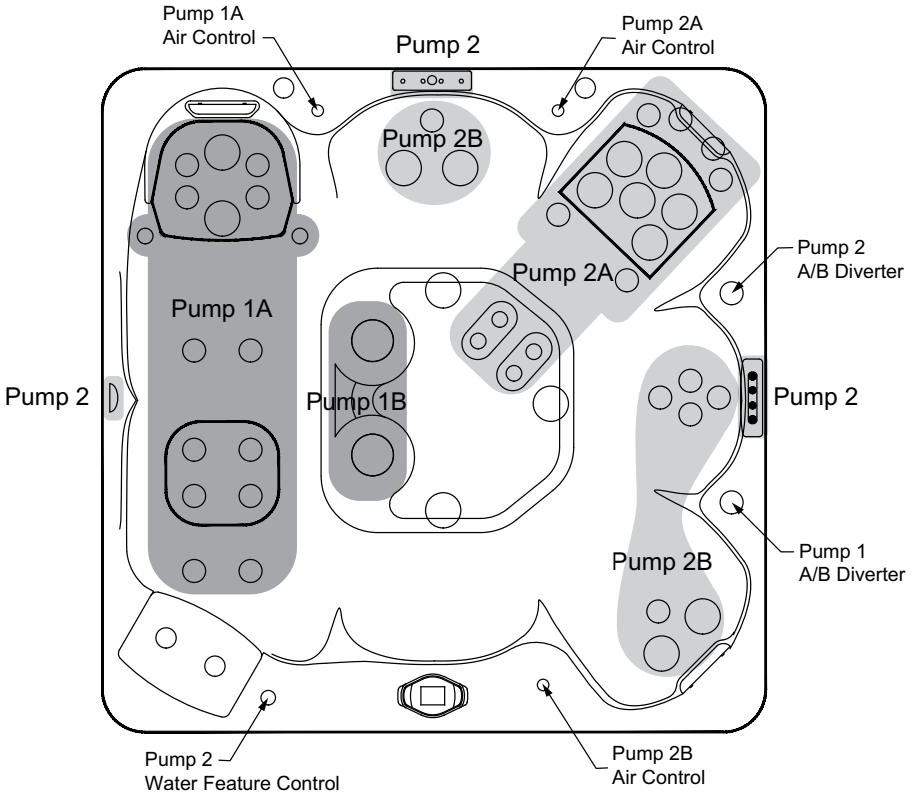 Pump 1A
Air Control
Pump 2
Pump 2A
Air Control
Pump 2B
Pump 2
A/B Diverter
Pump 2A
Pump 1A
Pump 2
Pump 1B
Pump 2
Pump 1
A/B Diverter
Pump 2B
Pump 2
Water Feature Control
Pump 2B
Air Control